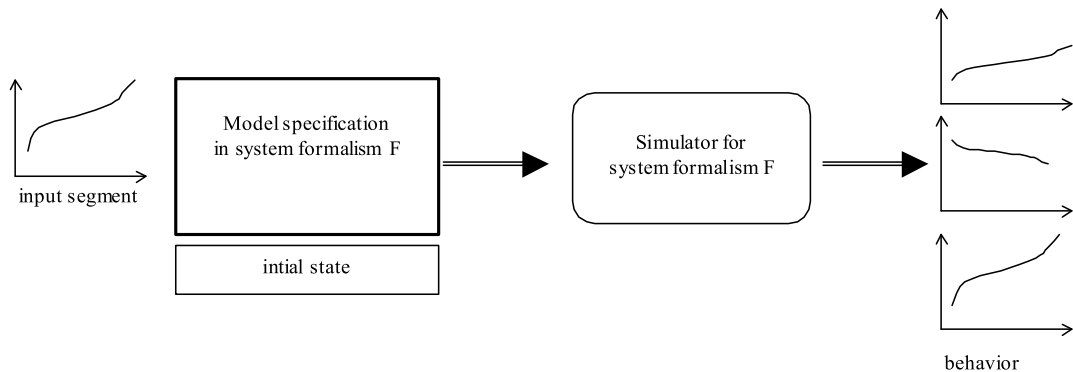 input segment
Model specification
in system formalism F
intial state
Simulator for
system formalism F
behavior